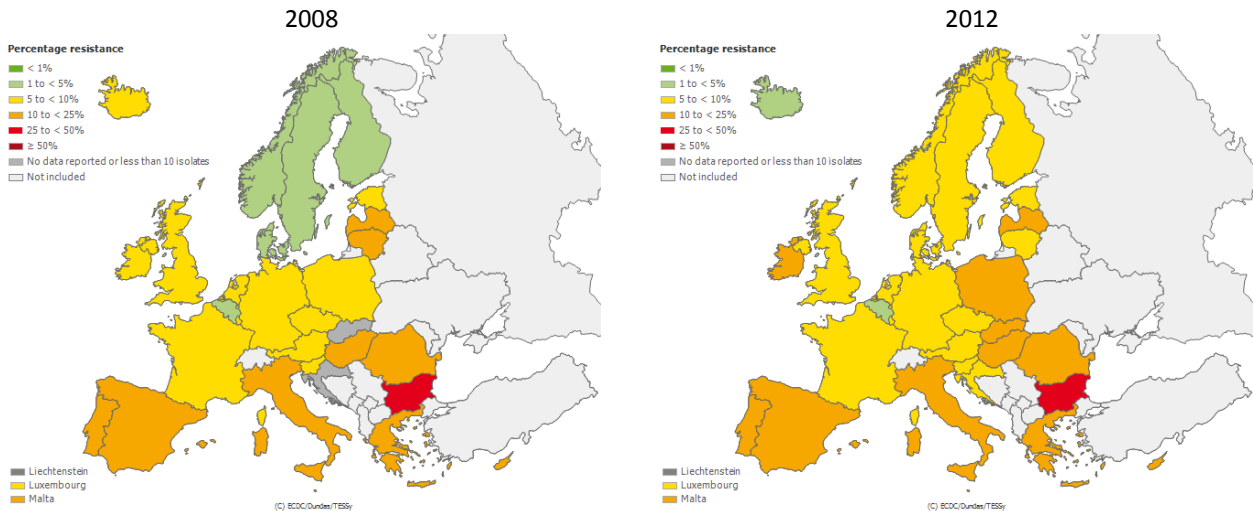 2008
Percentage resistance
< 1%
1 to < 5%
5 to < 10%
10 to < 25%
25 to < 50%
≥ 50%
No data reported or less than 10 isolates
Not included
Liechtenstein
Luxembourg
Malta
(C) ECDC/Dundas/TESSy
2012
Percentage resistance
< 1%
1 to < 5%
5 to < 10%
10 to < 25%
25 to < 50%
≥ 50%
No data reported or less than 10 isolates
Not included
Liechtenstein
Luxembourg
Malta
(C) ECDC/Dundas/TESSy